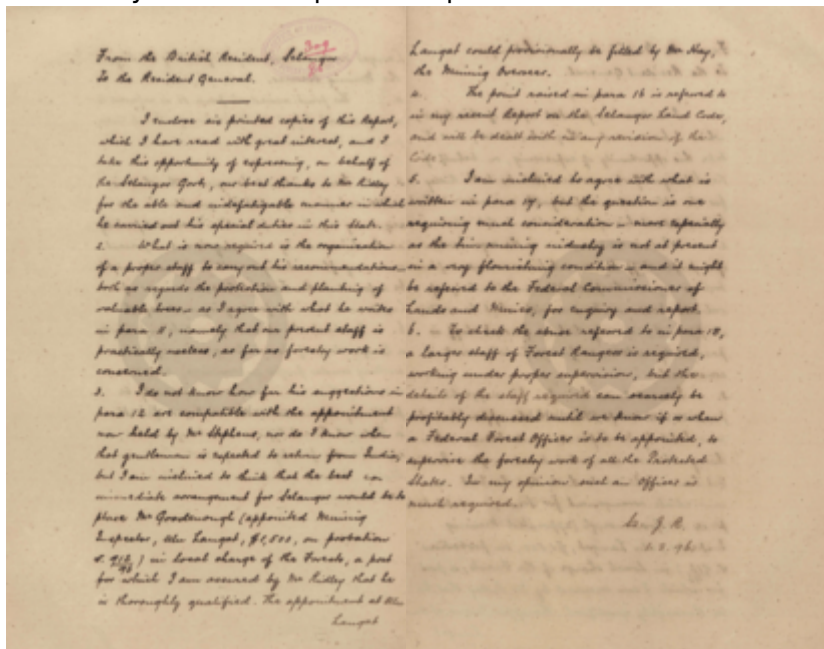 From the British Resident, Selangor
To the Resident General.
I enclose six printed copies of this Report,
which I have read with great interest, and I
take this opportunity of expressing, on behalf of
the Selangor Govt, our best thanks to Mr Ridley
for the able and indefatigable manner in which
he carried out his special duties in this State.
2. What is now required is the organization
of a proper staff to carry out his recommendations
both as regards the protection and planting of
valuable trees as I agree with what he writes
in para 11, namely that our present staff is
practically useless, as far as forestry work is
concerned.
3. I do not know how far his suggestions in
para 12 are compatible with the appointment
now held by Mr Stephens, nor do I know when
that gentleman is expected to return from India,
but I am inclined to think that the best
immediate arrangement for Selangor would be to
place Mr Goodenough (appointed Mining
Inspector, Ulu Langat, $1,500, on probation
in local charge of the Forests, a post
for which I am assured by Mr Ridley that he
is thoroughly qualified. The appointment at Ulu
Langat
Langat could provisionally be filled by Mr Hay,
the Mining Overseer.
The point raised in para 16 is referred to
in my recent Report on the Selangor Land Code,
and will be dealt with in any revision of the
Code
5. I am inclined to agree with what is
written in para 17, but the question is one
requiring much consideration more especially
as the tin mining industry is not at present
in a very flourishing condition and it might
be referred to the Federal Commissioner of
Lands and Mines, for enquiry and report.
6. To check the abuse referred to in para 18,
a larger staff of Forest Rangers is required,
working under proper supervision, but the
details of the staff required can scarcely be
profitably discussed until we know if or when
a Federal Forest Officer is to be appointed, to
supervise the forestry work of all the Protected
States. In my opinion such an Officer is
much required.